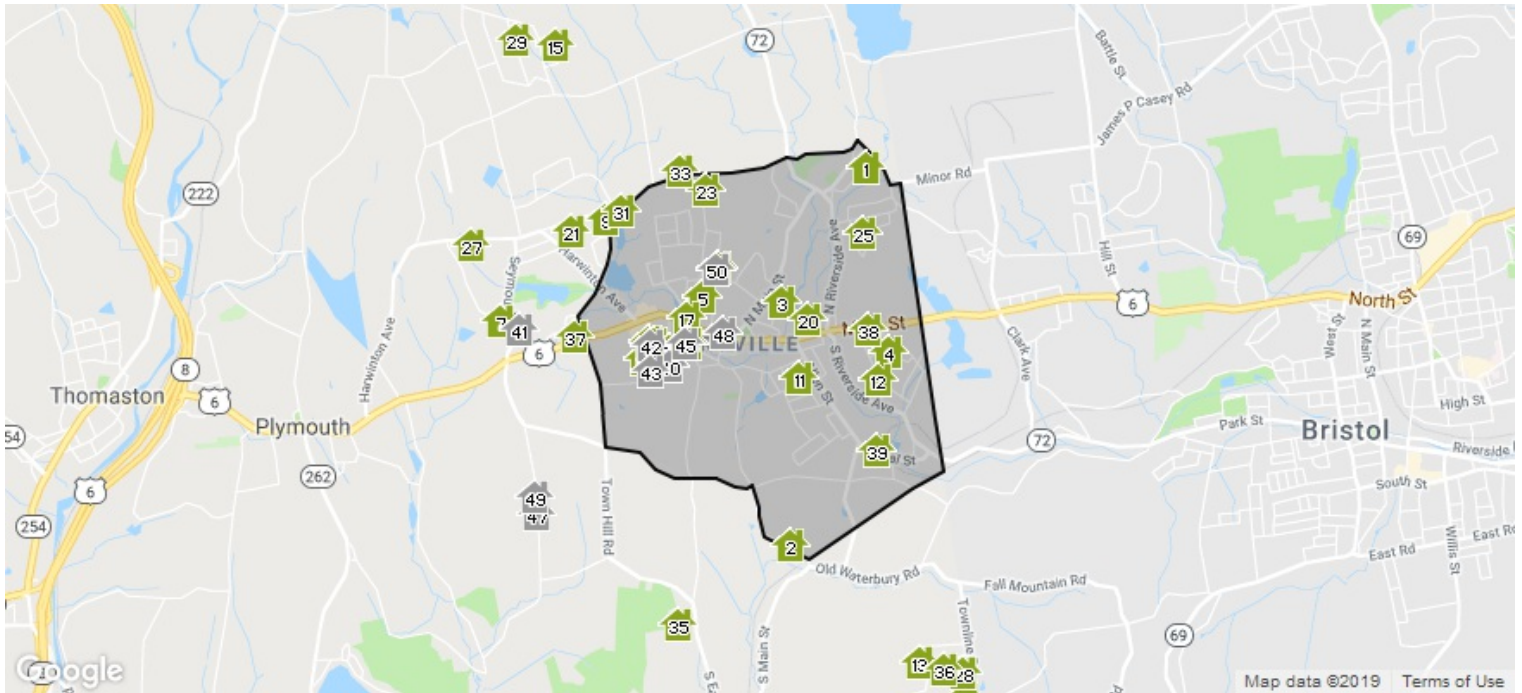 29
15
72
Battle St
James P Casey Rd
222
33
1
Minor Rd
23
31
21
25
69
27
Hill St
Harwinton Ave
N Riverside Ave
50
Harwinton Ave
5
3
N Main St
6
North St
17
20
7
41
37
48
38
West St
N Main St
42
45
VILLE
4
Clark Ave
6
8
43
11
12
S Riverside Ave
Thomaston
6
High St
Plymouth
Park St
Bristol
39
72
Riverside
262
South St
6
49
47
Town Hill Rd
254
2
Old Waterbury Rd
Fall Mountain Rd
East Rd
East Rd
Willis St
Townline
35
69
S Main St
13
36
28
Google
Map data ©2019
Terms of Use